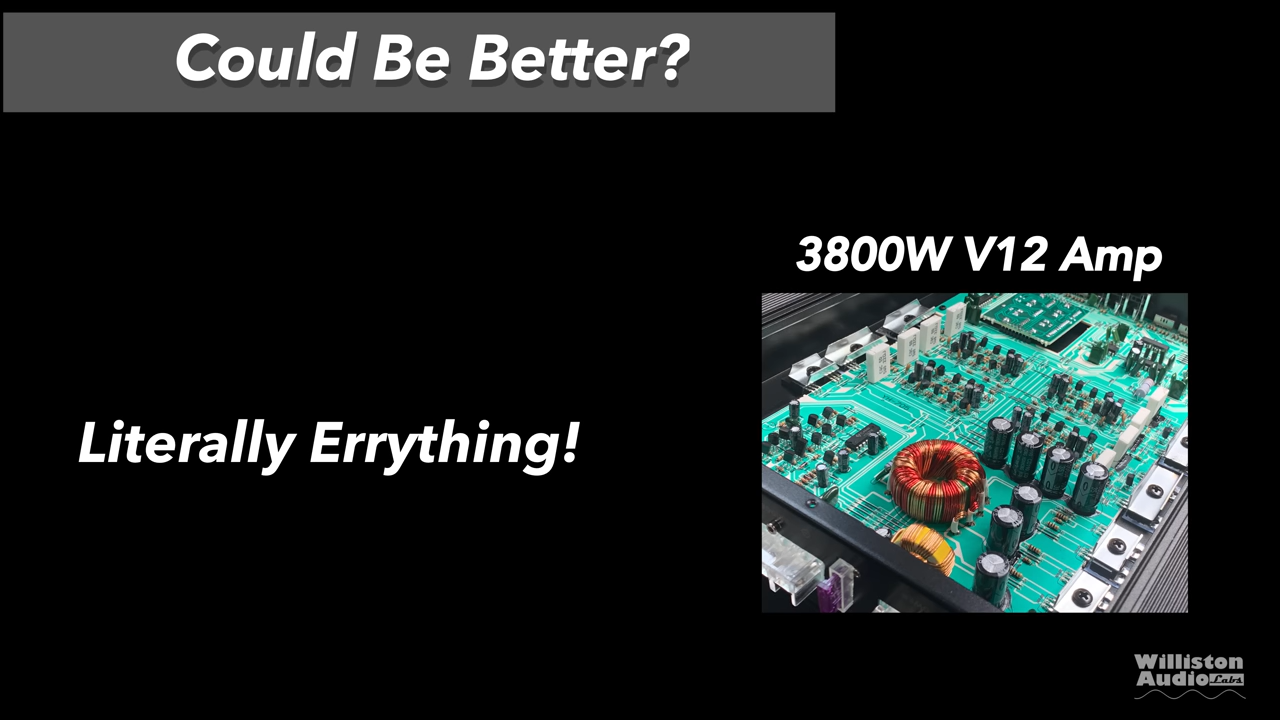 Could Be Better?
3800W V12 Amp
Literally Errything!
Williston
Audio Labs